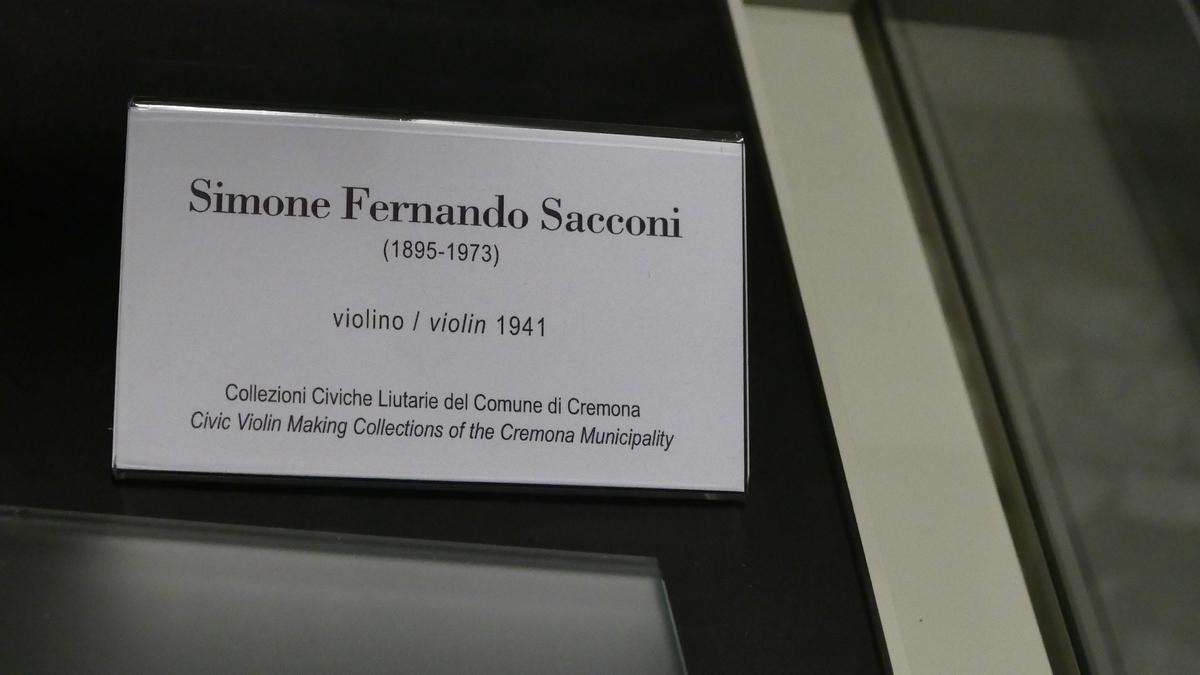 Simone Fernando Sacconi
(1895-1973)
violino / violin 1941
Collezioni Civiche Liutarie del Comune di Cremona
Civic Violin Making Collections of the Cremona Municipality